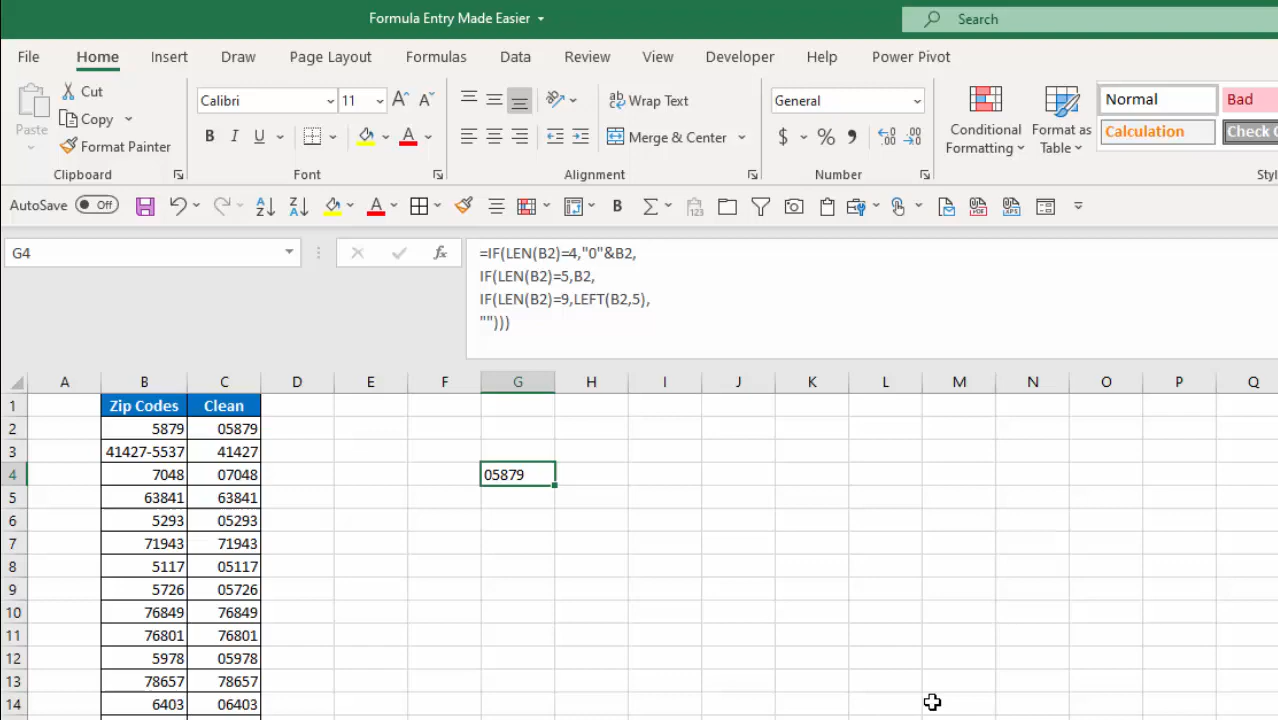 Formula Entry Made Easier
Search
File Home Insert Draw Page Layout Formulas Data Review View Developer Help Power Pivot
Paste
Cut
Copy
Format Painter
Clipboard
Calibri 11 A A
B I U A
Font
ab Wrap Text
Merge & Center
Alignment
General
$ % ,
Number
Conditional
Formatting
Format as
Table
Normal Bad
Calculation Check
AutoSave Off
G4
fx
=IF(LEN(B2)=4,"0"&B2,
IF(LEN(B2)=5,B2,
IF(LEN(B2)=9,LEFT(B2,5),
"")))
A B C D E F G H I J K L M N O P Q
1 Zip Codes Clean
2 5879 05879
3 41427-5537 41427
4 7048 07048 05879
5 63841 63841
6 5293 05293
7 71943 71943
8 5117 05117
9 5726 05726
10 76849 76849
11 76801 76801
12 5978 05978
13 78657 78657
14 6403 06403